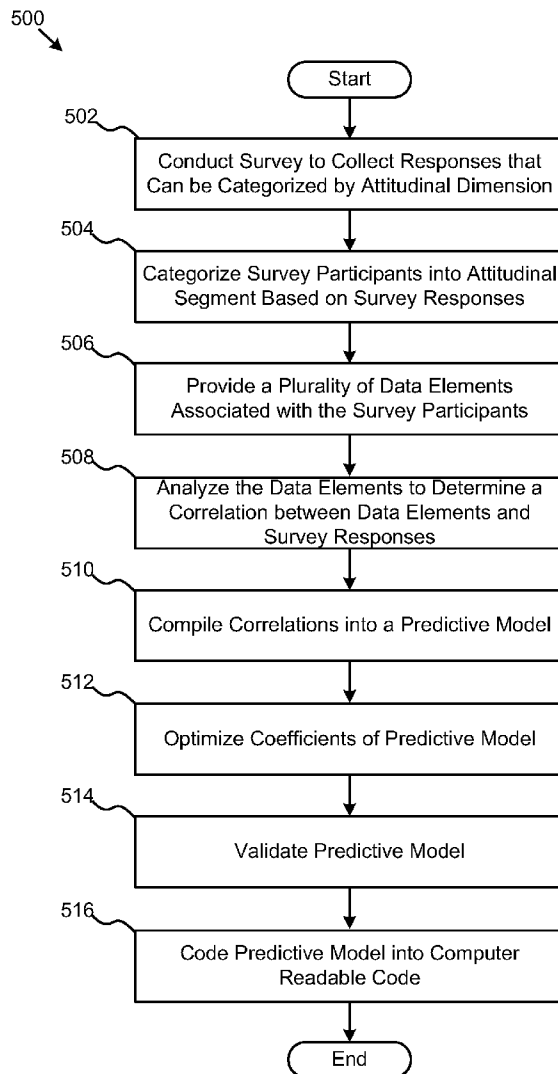 500
Start
502
Conduct Survey to Collect Responses that
Can be Categorized by Attitudinal Dimension
504
Categorize Survey Participants into Attitudinal
Segment Based on Survey Responses
506
Provide a Plurality of Data Elements
Associated with the Survey Participants
508
Analyze the Data Elements to Determine a
Correlation between Data Elements and
Survey Responses
510
Compile Correlations into a Predictive Model
512
Optimize Coefficients of Predictive Model
514
Validate Predictive Model
516
Code Predictive Model into Computer
Readable Code
End